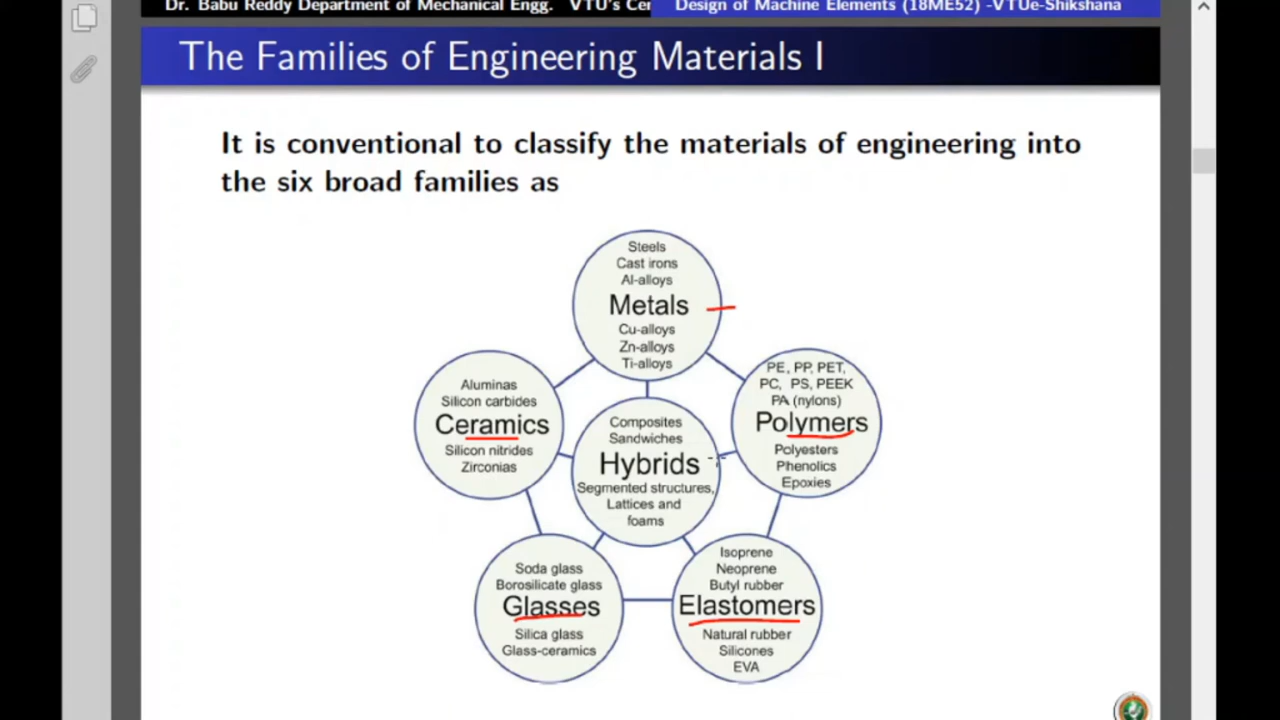 Dr. Babu Reddy Department of Mechanical Engg. VTU's Cer
Design of Machine Elements (18ME52) -VTUe-Shikshana
The Families of Engineering Materials I
It is conventional to classify the materials of engineering into
the six broad families as
Steels
Cast irons
Al-alloys
Metals
Cu-alloys
Zn-alloys
Ti-alloys
PE, PP, PET,
PC, PS, PEEK
PA (nylons)
Polymers
Polyesters
Phenolics
Epoxies
Aluminas
Silicon carbides
Ceramics
Silicon nitrides
Zirconias
Composites
Sandwiches
Hybrids
Segmented structures,
Lattices and
foams
Soda glass
Borosilicate glass
Glasses
Silica glass
Glass-ceramics
Isoprene
Neoprene
Butyl rubber
Elastomers
Natural rubber
Silicones
EVA